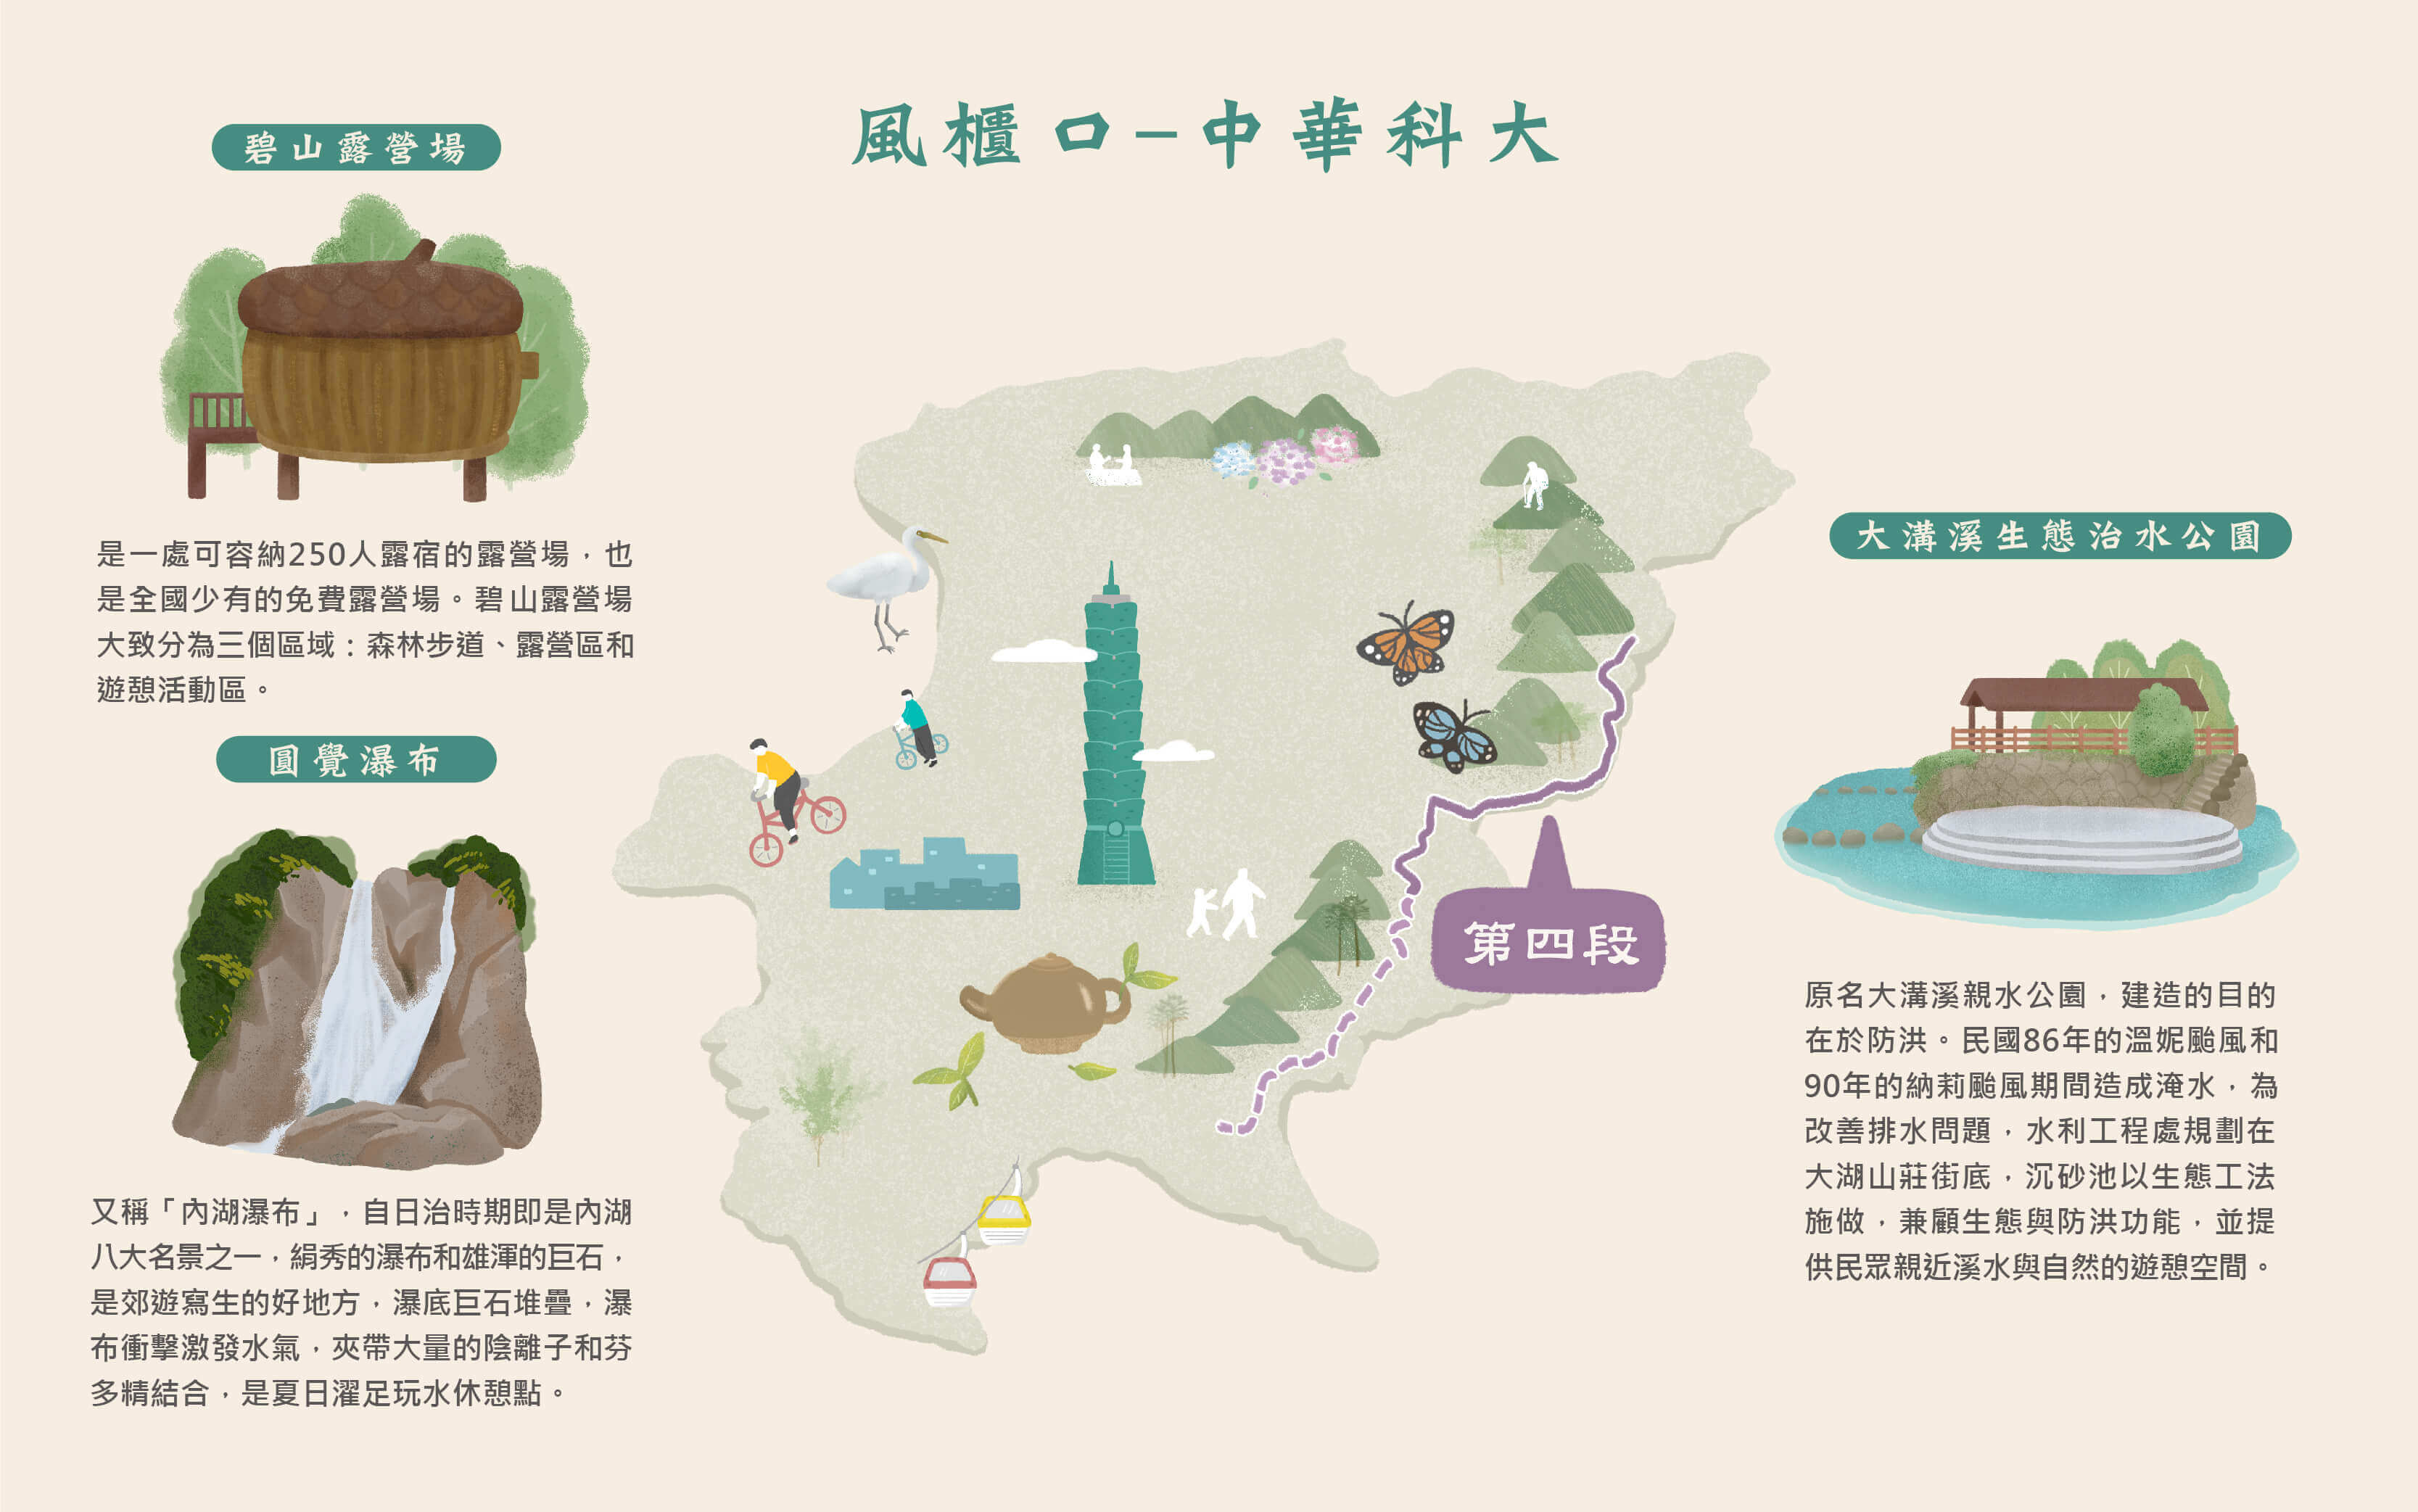 風櫃口-中華科大
碧山露營場
是一處可容納250人露宿的露營場，也
是全國少有的免費露營場。碧山露營場
大致分為三個區域：森林步道、露營區和
遊憩活動區。
圓覺瀑布
又稱「內湖瀑布」，自日治時期即是內湖
八大名景之一，絹秀的瀑布和雄渾的巨石，
是郊遊寫生的好地方，瀑底巨石堆疊，瀑
布衝擊激發水氣，夾帶大量的陰離子和芬
多精結合，是夏日濯足玩水休憩點。
第四段
大溝溪生態治水公園
原名大溝溪親水公園，建造的目的
在於防洪。民國86年的溫妮颱風和
90年的納莉颱風期間造成淹水，為
改善排水問題，水利工程處規劃在
大湖山莊街底，沉砂池以生態工法
施做，兼顧生態與防洪功能，並提
供民眾親近溪水與自然的遊憩空間。